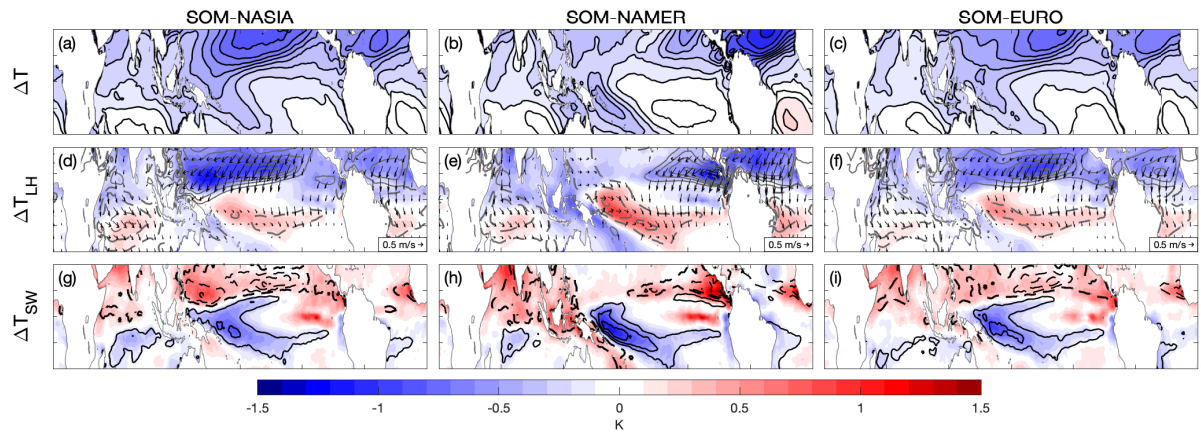 SOM-NASIA SOM-NAMER SOM-EURO
ΔT (a) (b) (c)
ΔT_LH (d) 0.5 m/s → (e) 0.5 m/s → (f) 0.5 m/s →
ΔT_SW (g) (h) (i)
-1.5 -1 -0.5 0 0.5 1 1.5
K